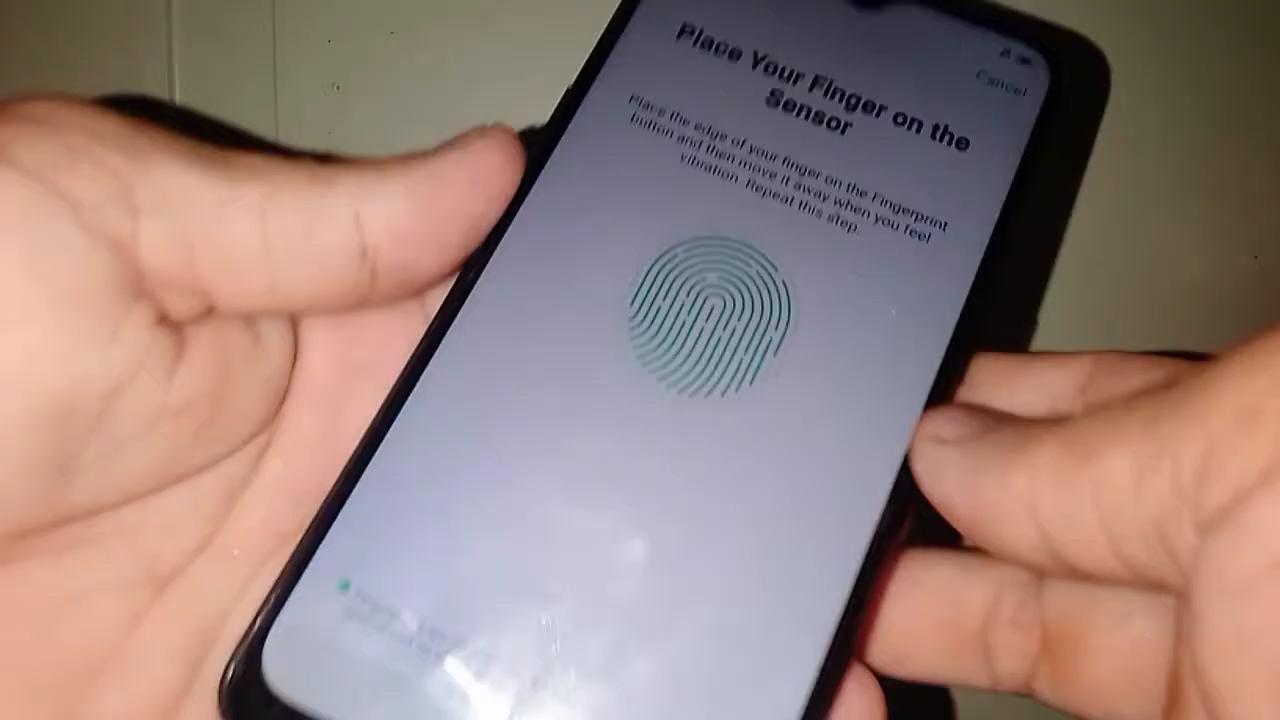 Cancel
Place Your Finger on the
Sensor
Place the edge of your finger on the Fingerprint
button and then move it away when you feel
vibration. Repeat this step.